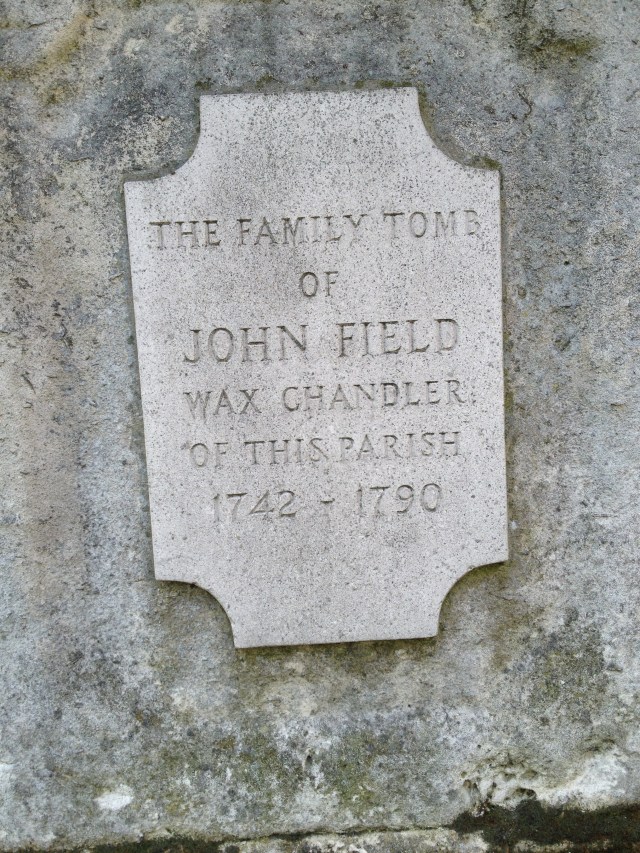 THE FAMILY TOMB
OF
JOHN FIELD
WAX CHANDLER
OF THIS PARISH
1742 - 1790